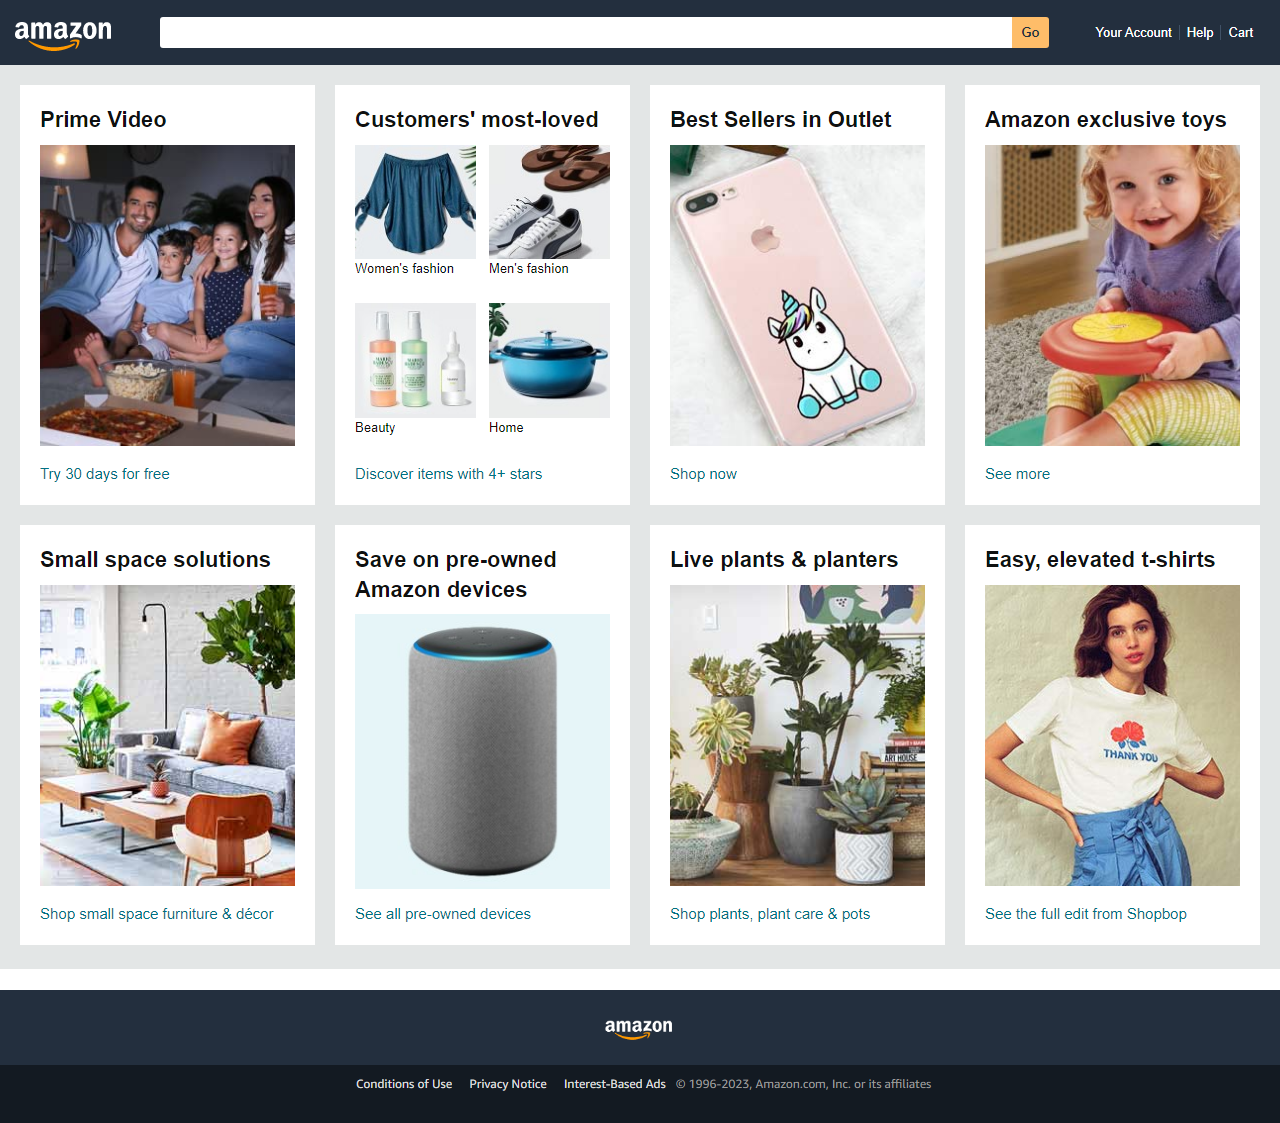 amazon
Go
Your Account
Help
Cart
Prime Video
Customers' most-loved
Best Sellers in Outlet
Amazon exclusive toys
Women's fashion
Men's fashion
Beauty
Home
Try 30 days for free
Discover items with 4+ stars
Shop now
See more
Small space solutions
Save on pre-owned
Amazon devices
Live plants & planters
Easy, elevated t-shirts
ART HOUSE
THANK YOU
Shop small space furniture & décor
See all pre-owned devices
Shop plants, plant care & pots
See the full edit from Shopbop
amazon
Conditions of Use
Privacy Notice
Interest-Based Ads
© 1996-2023, Amazon.com, Inc. or its affiliates